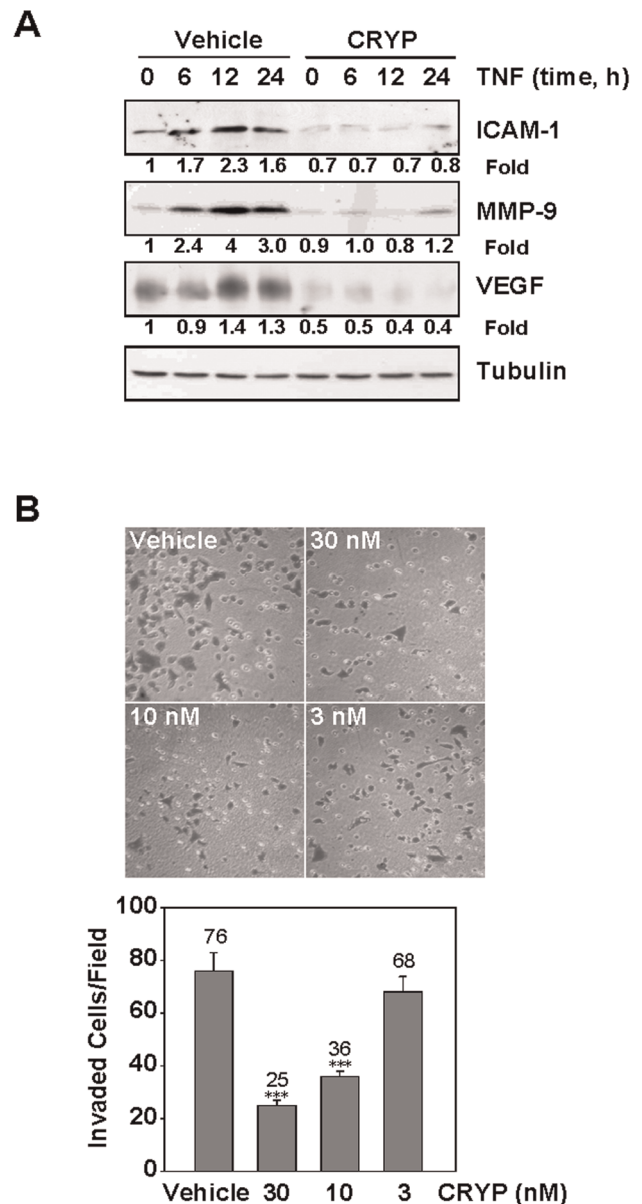 A
Vehicle CRYP
0 6 12 24 0 6 12 24 TNF (time, h)
ICAM-1
1 1.7 2.3 1.6 0.7 0.7 0.7 0.8 Fold
MMP-9
1 2.4 4 3.0 0.9 1.0 0.8 1.2 Fold
VEGF
1 0.9 1.4 1.3 0.5 0.5 0.4 0.4 Fold
Tubulin
B
Vehicle 30 nM
10 nM 3 nM
Invaded Cells/Field
100
80
60
40
20
0
76
25
***
36
***
68
Vehicle 30 10 3 CRYP (nM)